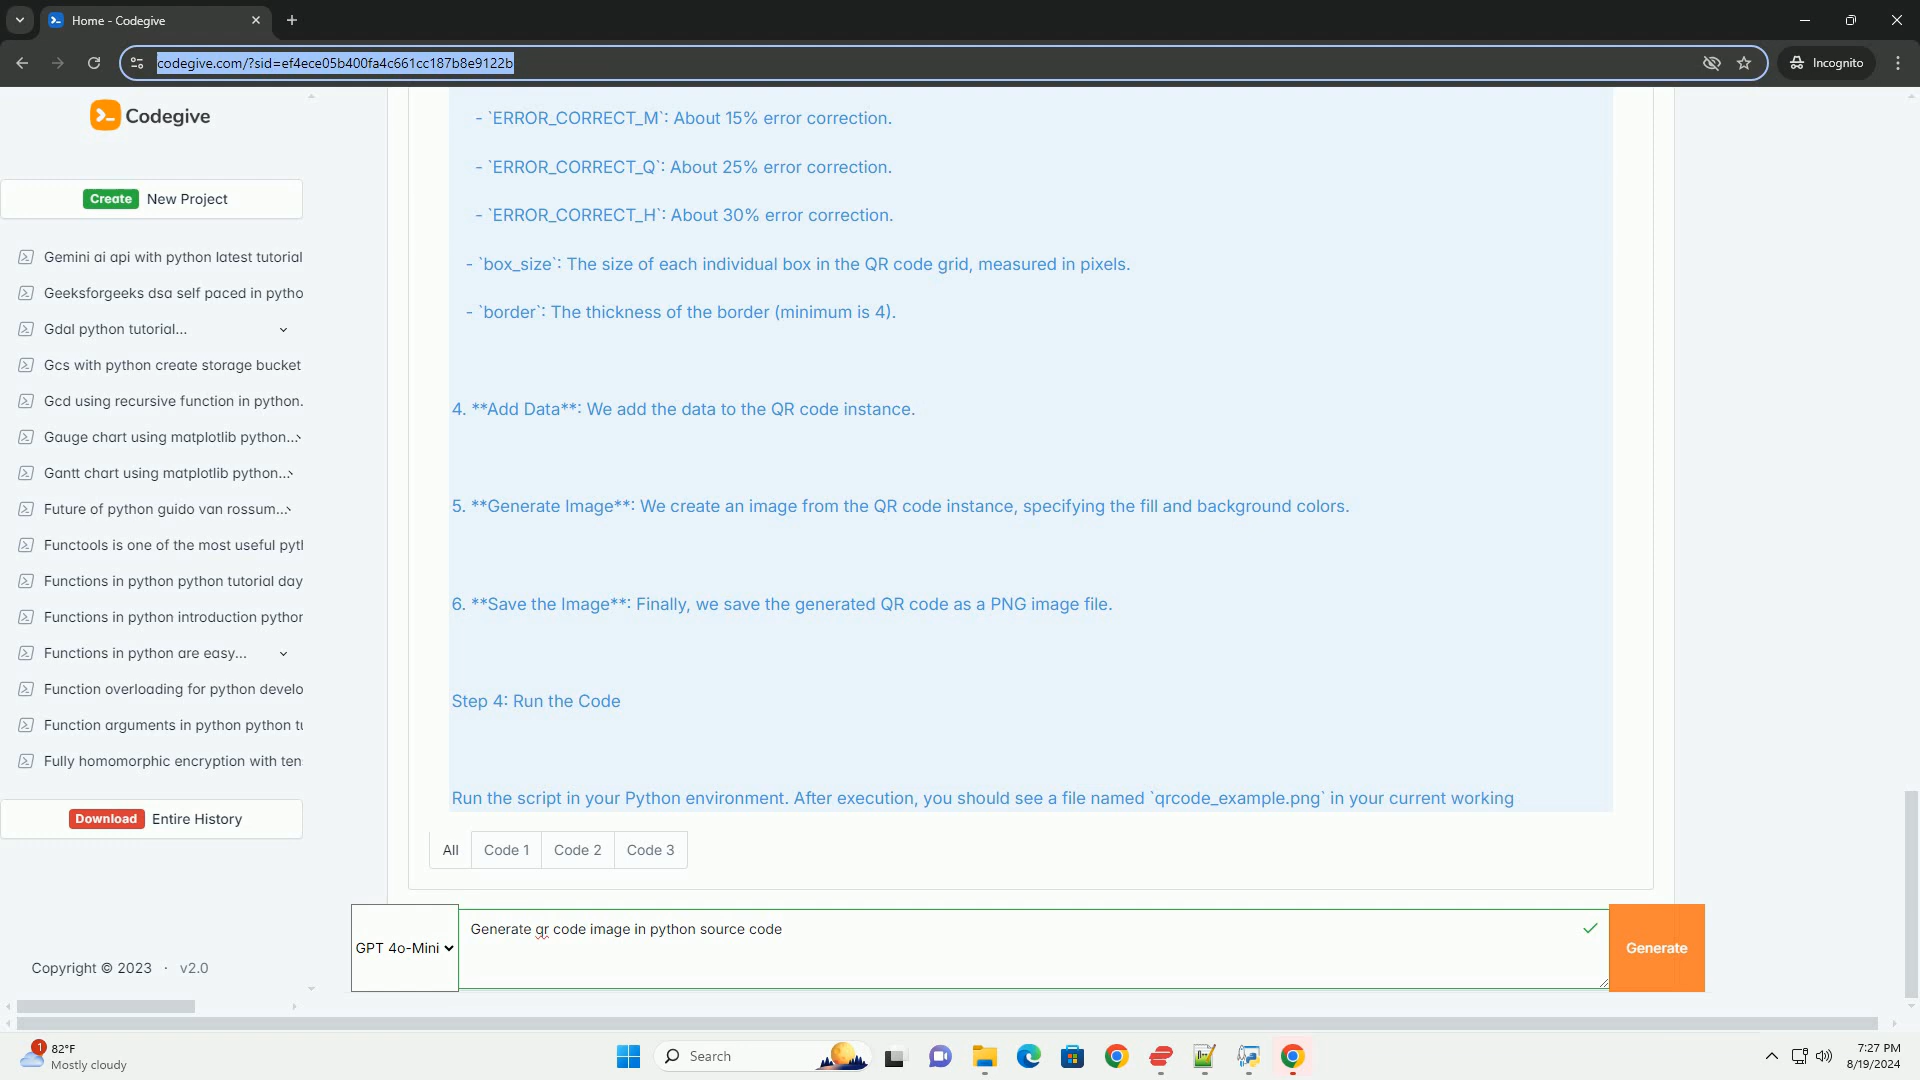 Home - Codegive
codegive.com/?sid=ef4ece05b400fa4c661cc187b8e9122b
Incognito
Codegive
Create New Project
Gemini ai api with python latest tutorial
Geeksforgeeks dsa self paced in pytho
Gdal python tutorial...
Gcs with python create storage bucket
Gcd using recursive function in python.
Gauge chart using matplotlib python...
Gantt chart using matplotlib python...
Future of python guido van rossum...
Functools is one of the most useful pytl
Functions in python python tutorial day
Functions in python introduction python
Functions in python are easy...
Function overloading for python develo
Function arguments in python python tu
Fully homomorphic encryption with ten
Download Entire History
Copyright © 2023 · v2.0
- `ERROR_CORRECT_M`: About 15% error correction.
- `ERROR_CORRECT_Q`: About 25% error correction.
- `ERROR_CORRECT_H`: About 30% error correction.
- `box_size`: The size of each individual box in the QR code grid, measured in pixels.
- `border`: The thickness of the border (minimum is 4).
4. **Add Data**: We add the data to the QR code instance.
5. **Generate Image**: We create an image from the QR code instance, specifying the fill and background colors.
6. **Save the Image**: Finally, we save the generated QR code as a PNG image file.
Step 4: Run the Code
Run the script in your Python environment. After execution, you should see a file named `qrcode_example.png` in your current working
All Code 1 Code 2 Code 3
GPT 4o-Mini
Generate qr code image in python source code
Generate
1
82°F
Mostly cloudy
Search
7:27 PM
8/19/2024